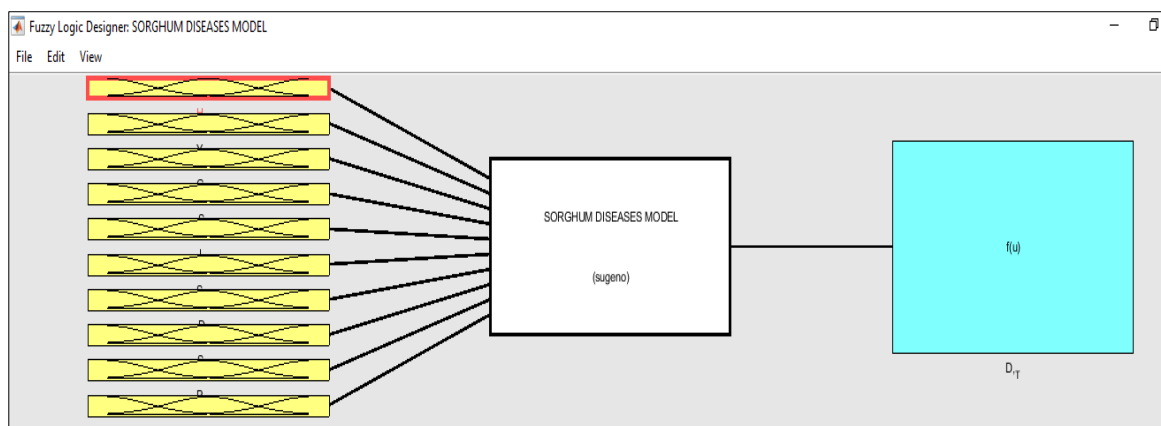 Fuzzy Logic Designer: SORGHUM DISEASES MODEL
File Edit View
SORGHUM DISEASES MODEL
(sugeno)
f(u)
D,T